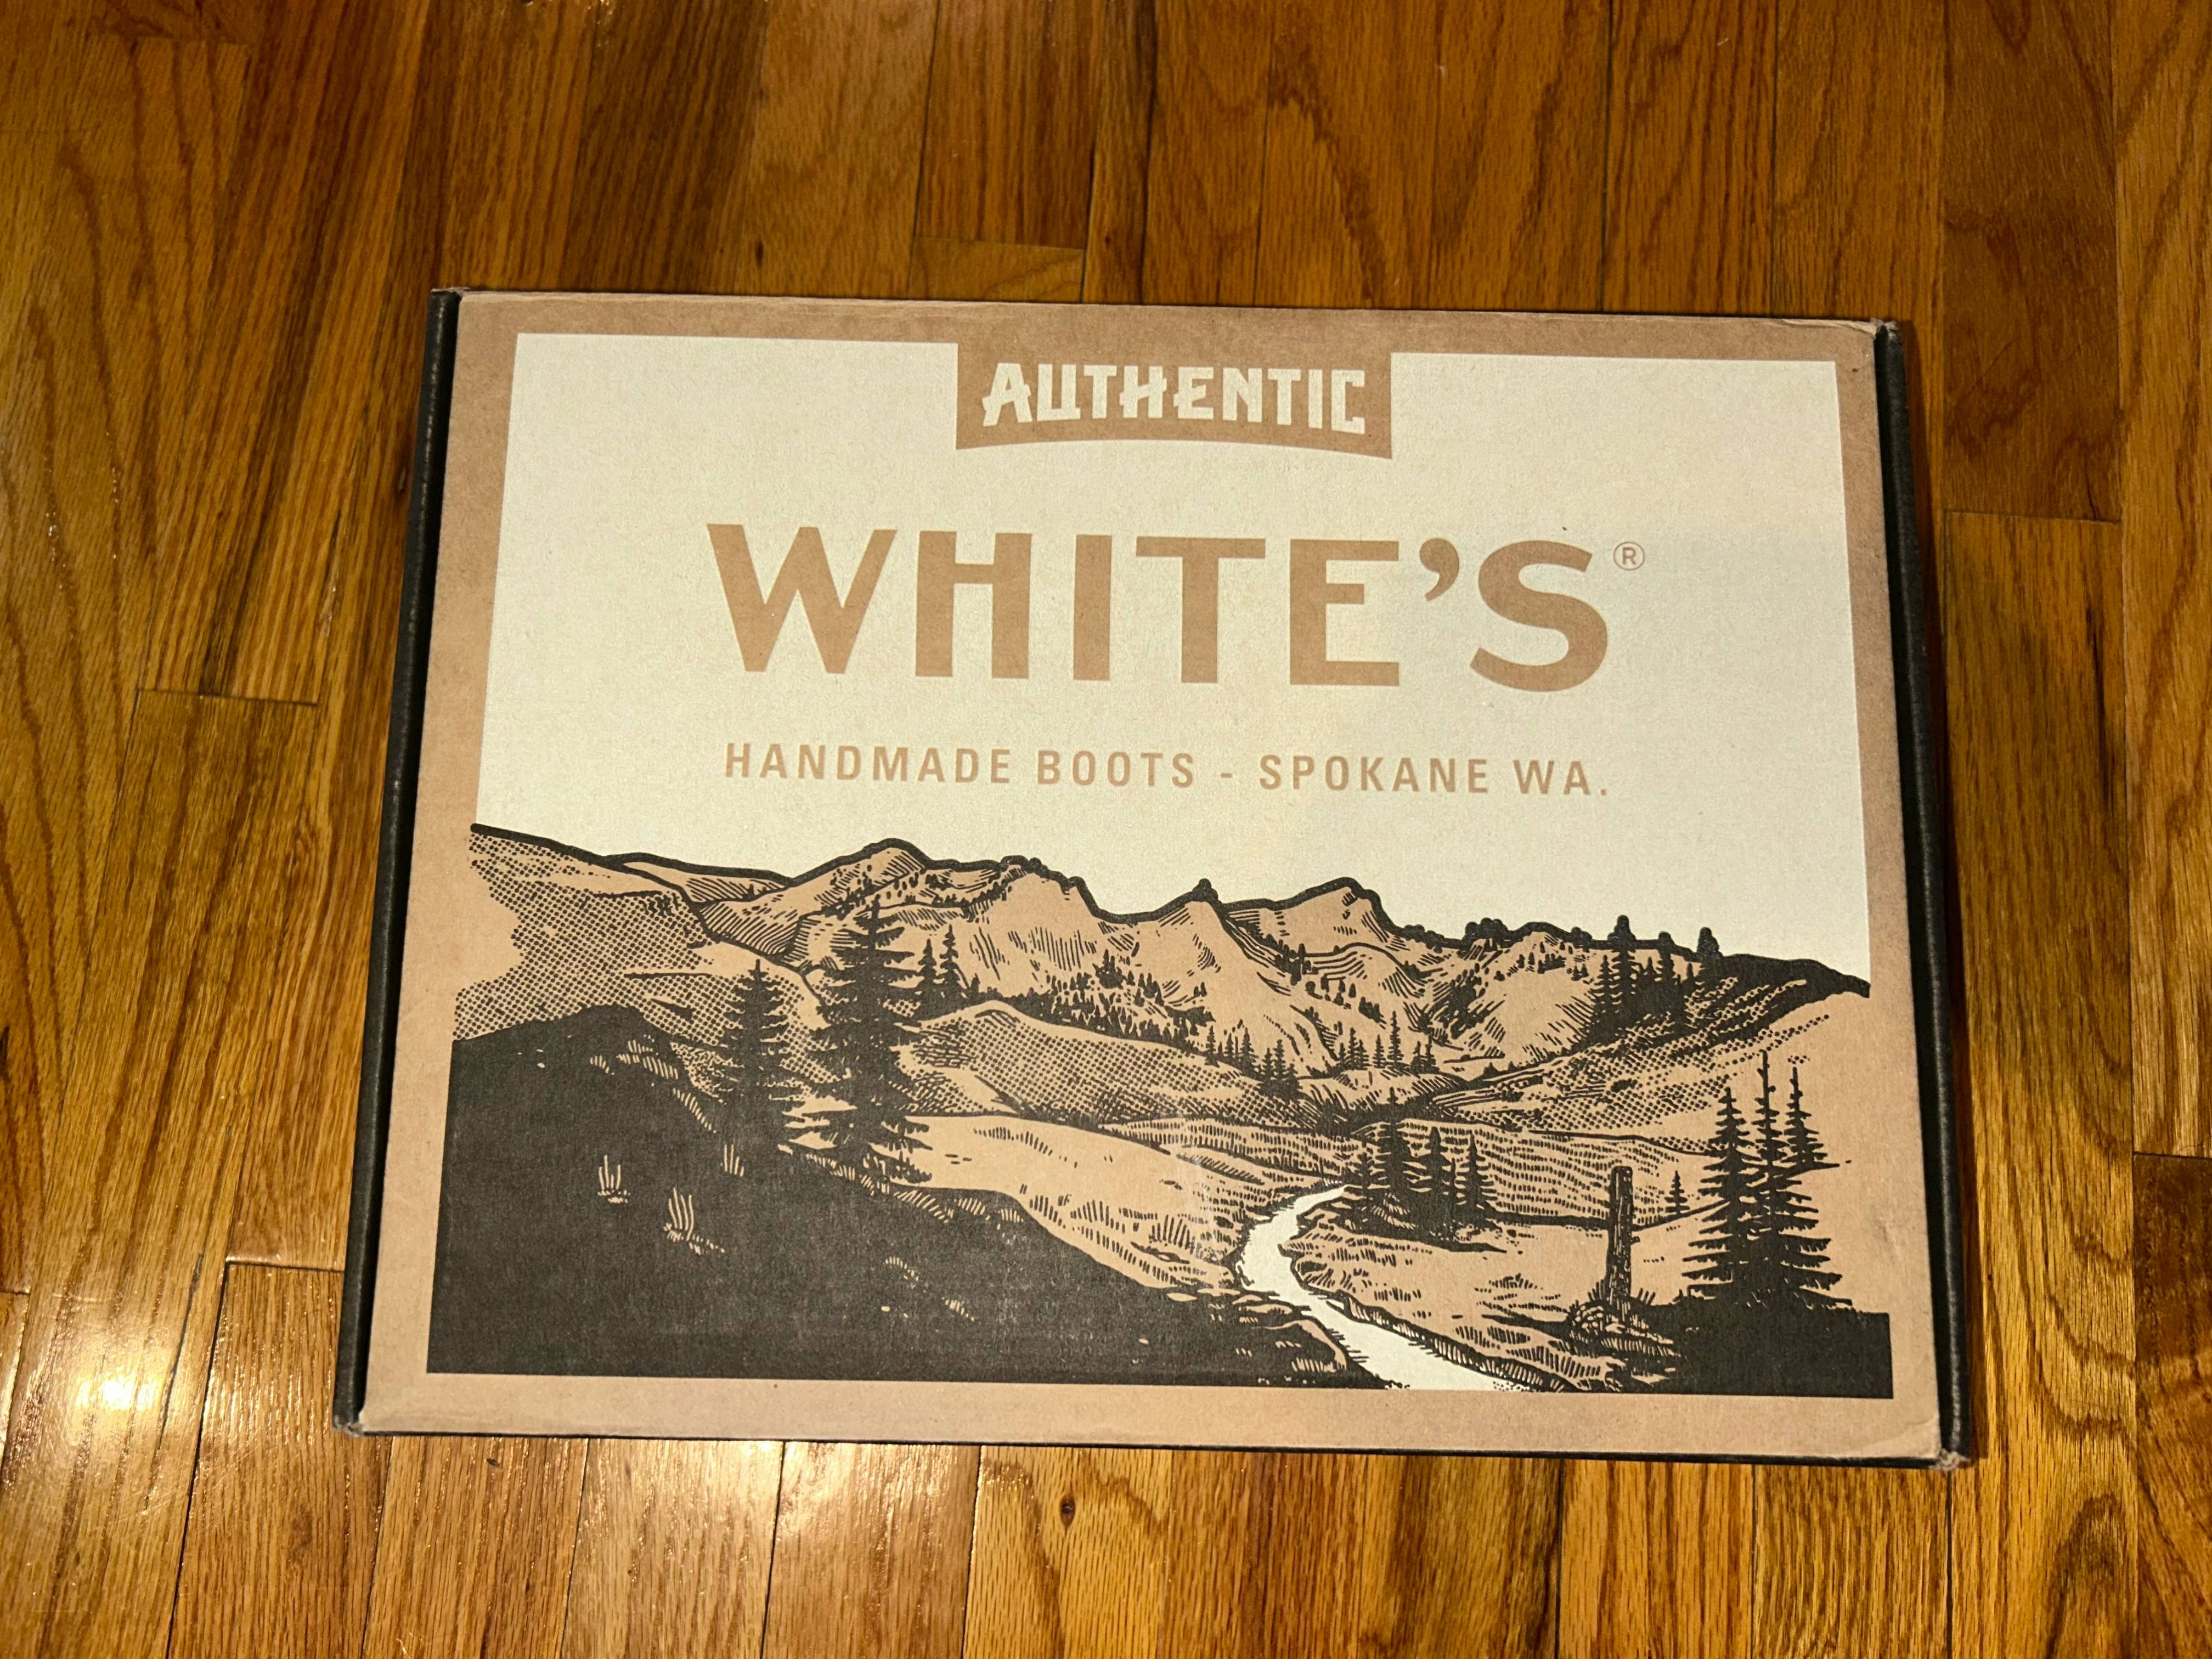 AUTHENTIC
WHITE'S®
HANDMADE BOOTS - SPOKANE WA.